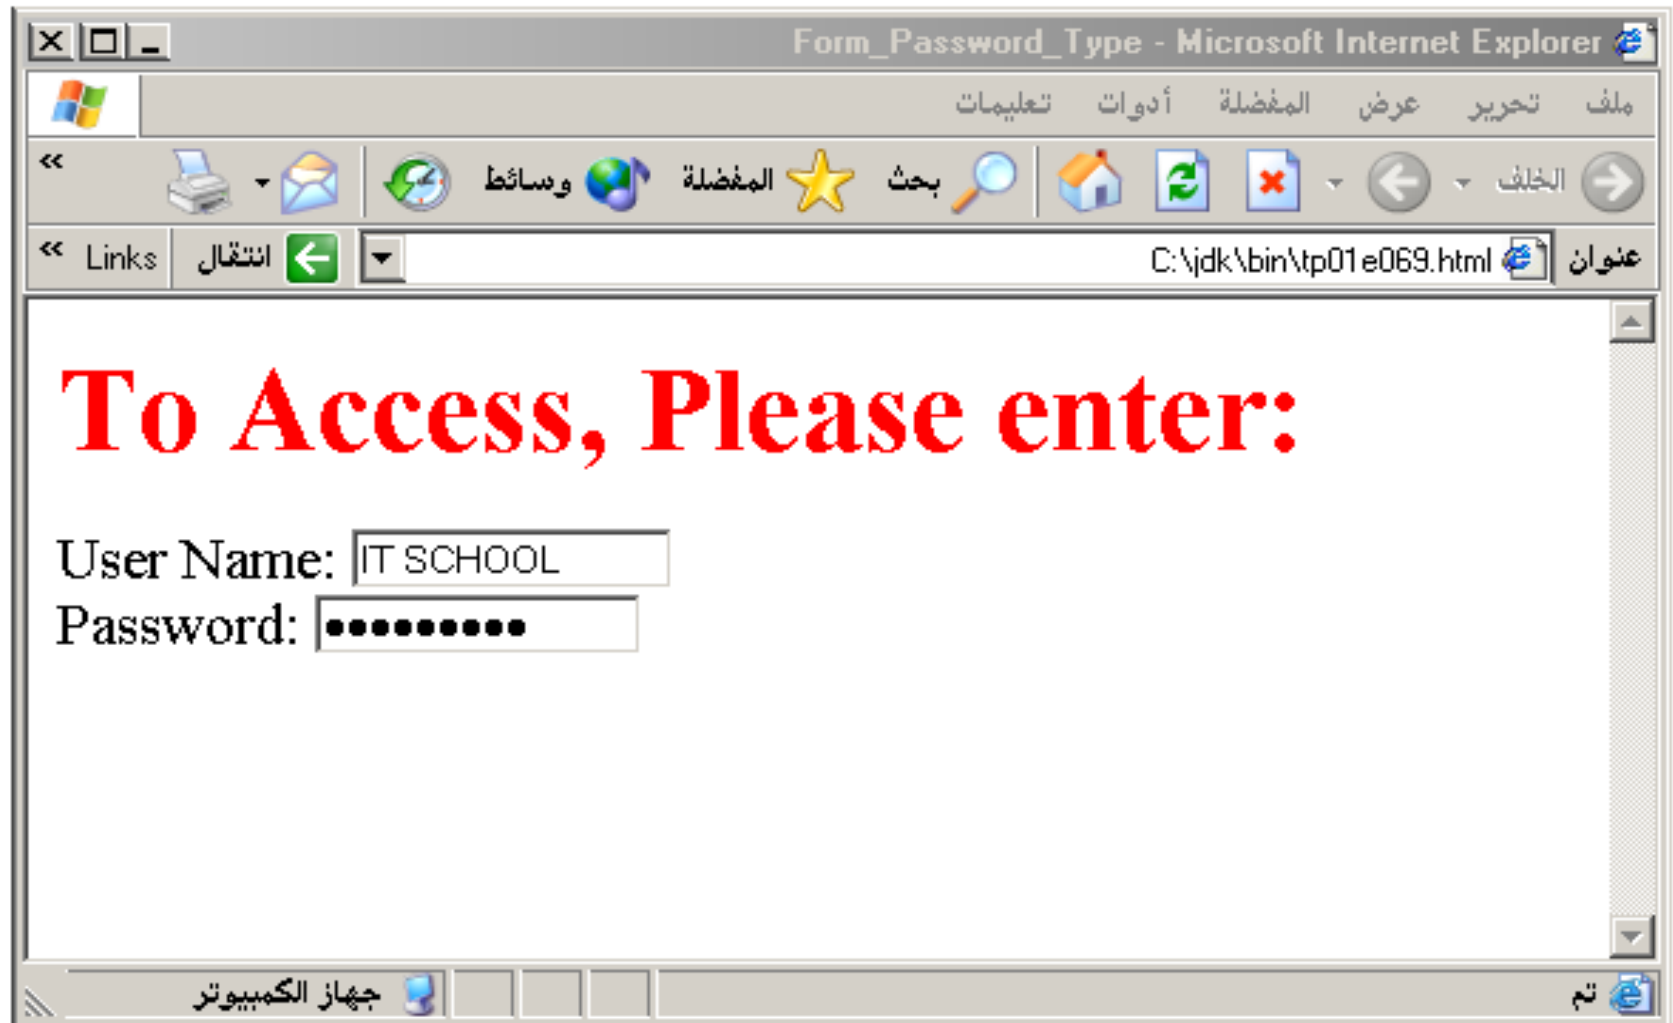 Form_Password_Type - Microsoft Internet Explorer
ملف تحرير عرض المفضلة أدوات تعليمات
الخلف بحث المفضلة وسائط »
عنوان C:\jdk\bin\tp01e069.html انتقال Links »
To Access, Please enter:
User Name: IT SCHOOL
Password: •••••••••
تم جهاز الكمبيوتر